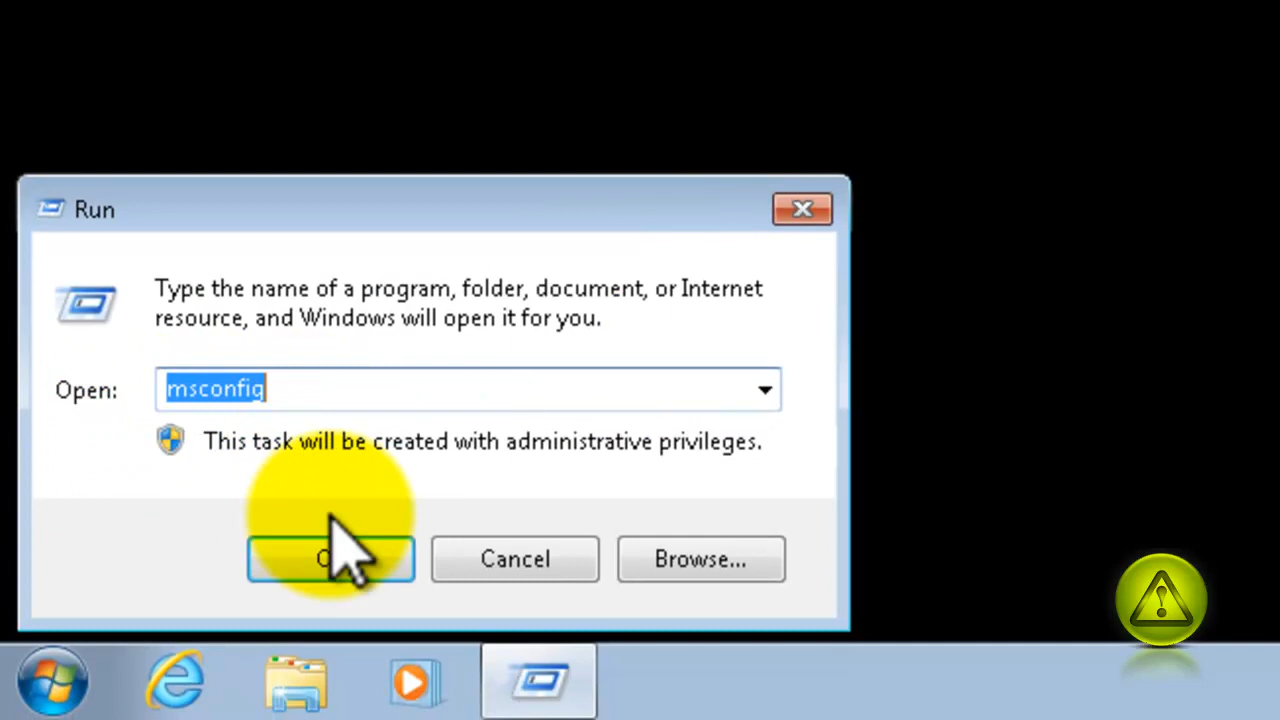 Run
Type the name of a program, folder, document, or Internet
resource, and Windows will open it for you.
Open: msconfig
This task will be created with administrative privileges.
Cancel Browse...